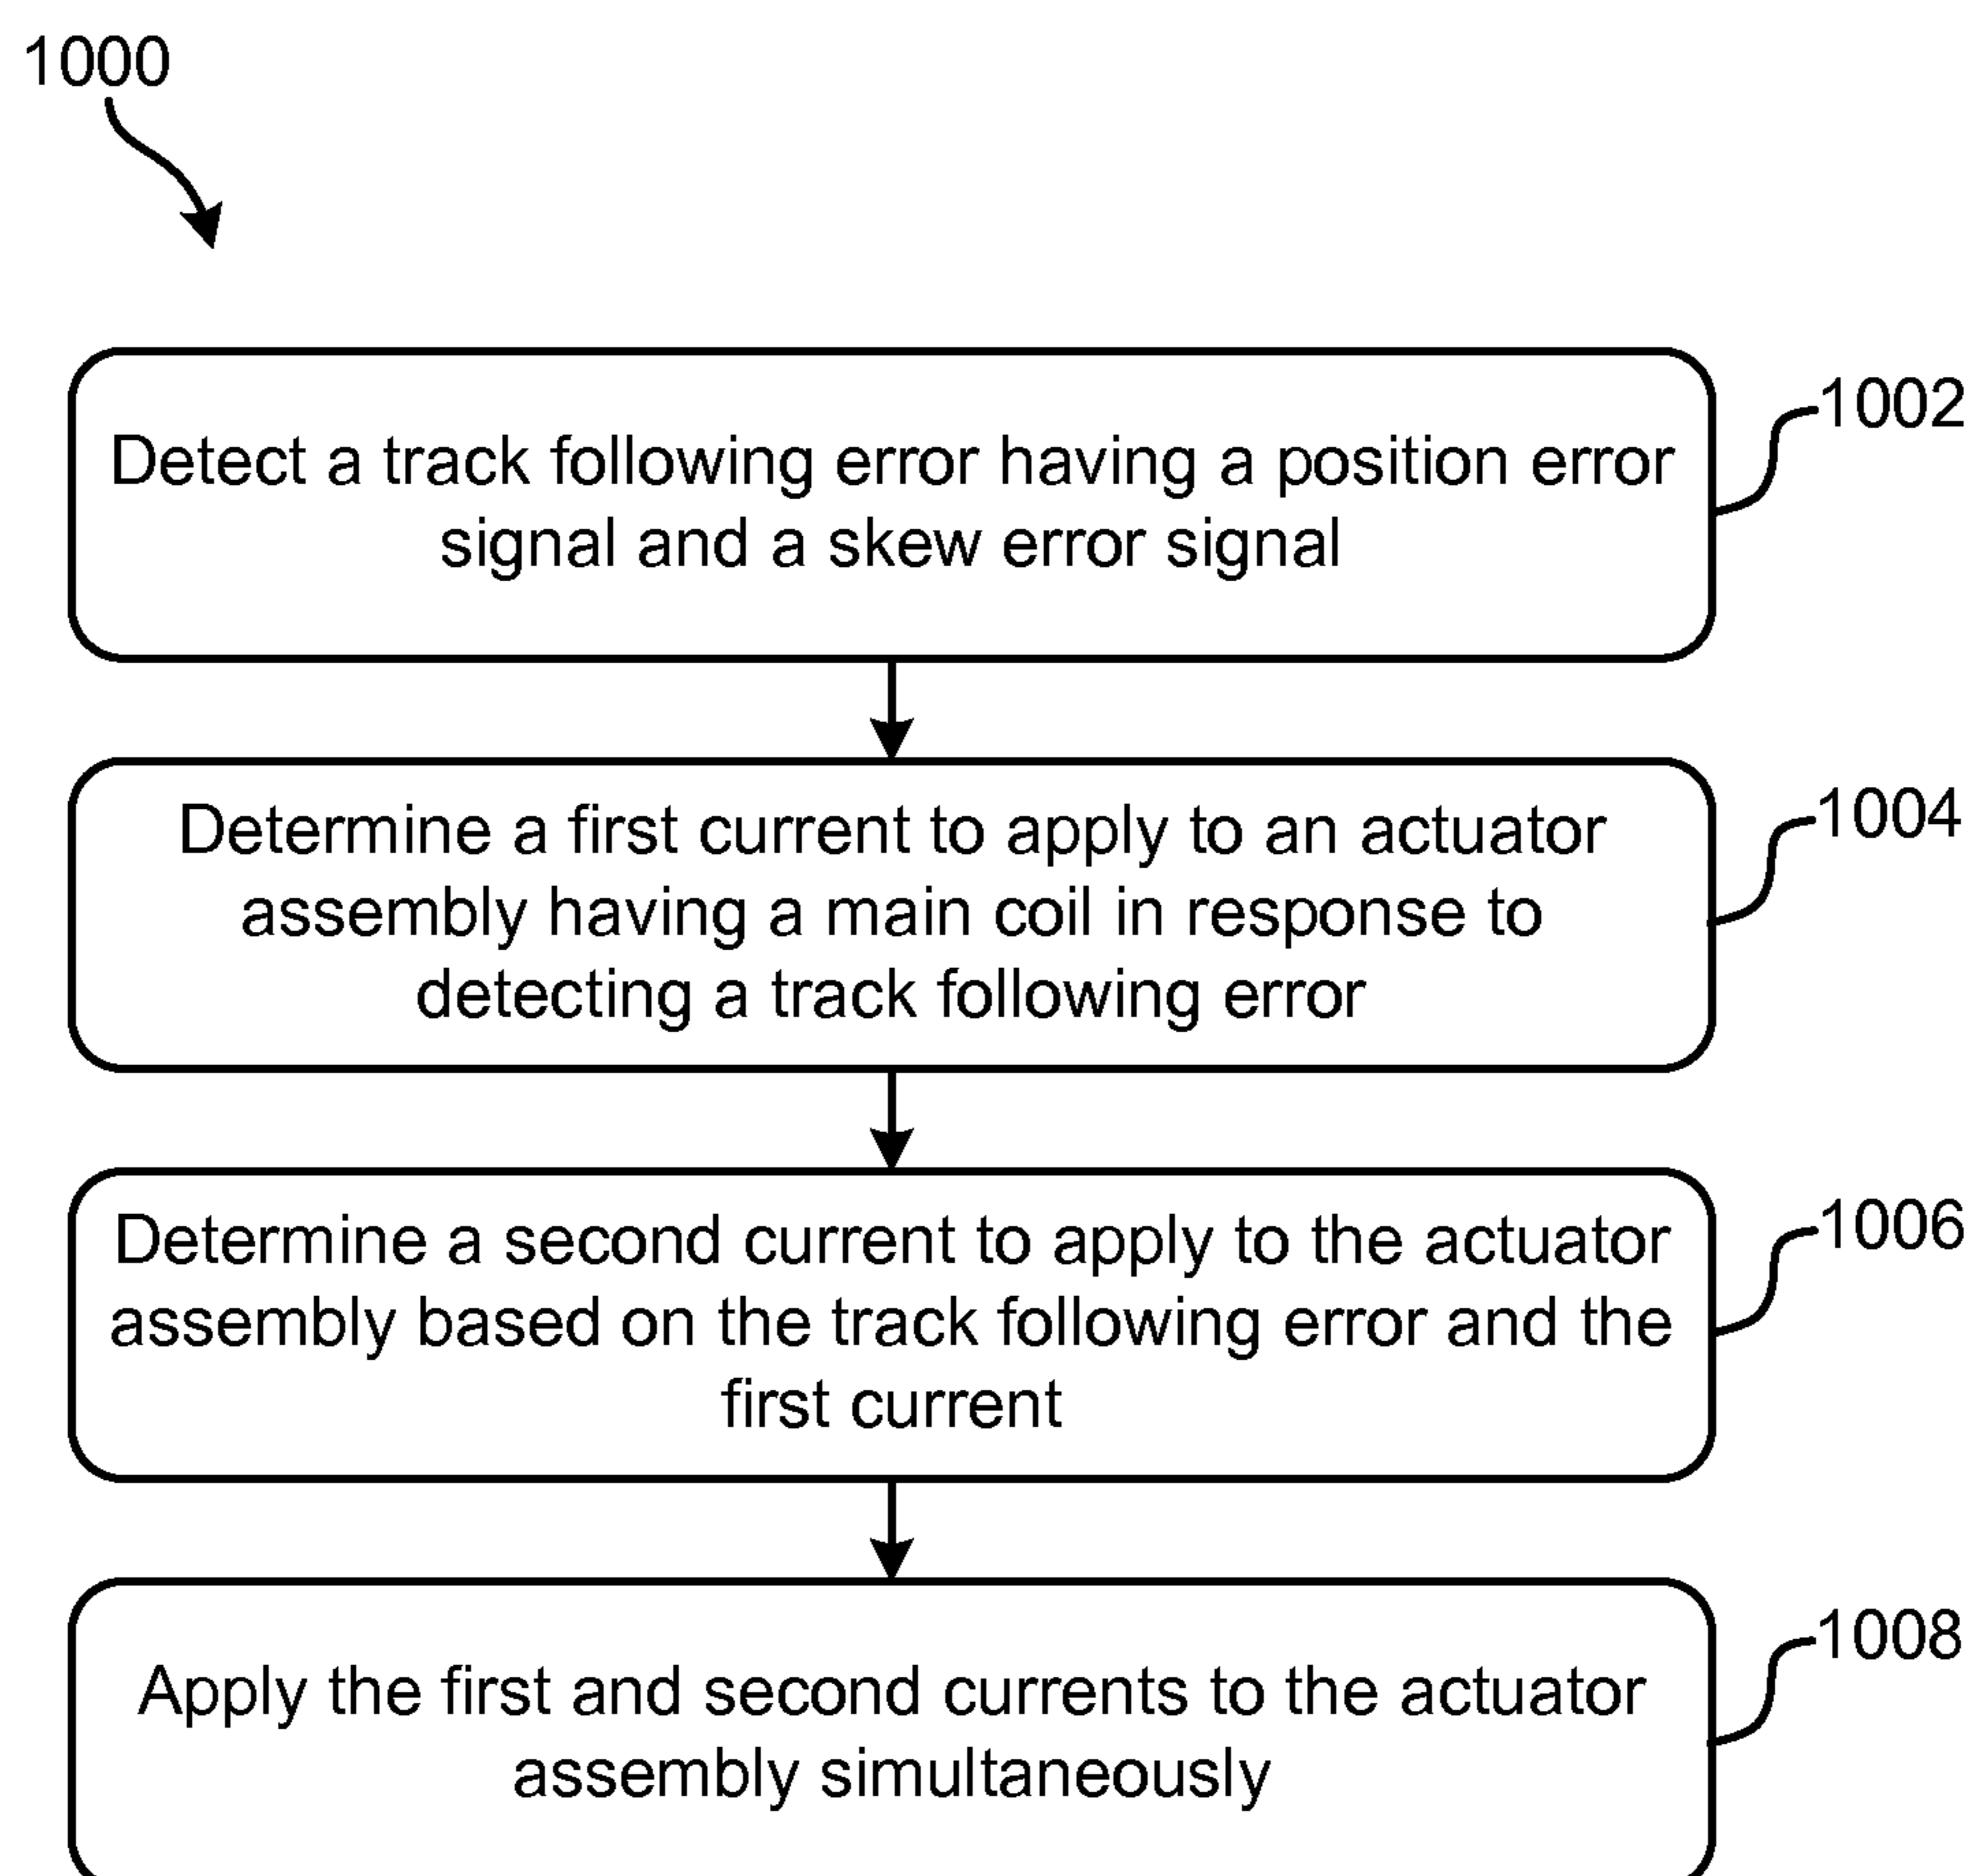 1000
Detect a track following error having a position error
signal and a skew error signal
1002
Determine a first current to apply to an actuator
assembly having a main coil in response to
detecting a track following error
1004
Determine a second current to apply to the actuator
assembly based on the track following error and the
first current
1006
Apply the first and second currents to the actuator
assembly simultaneously
1008